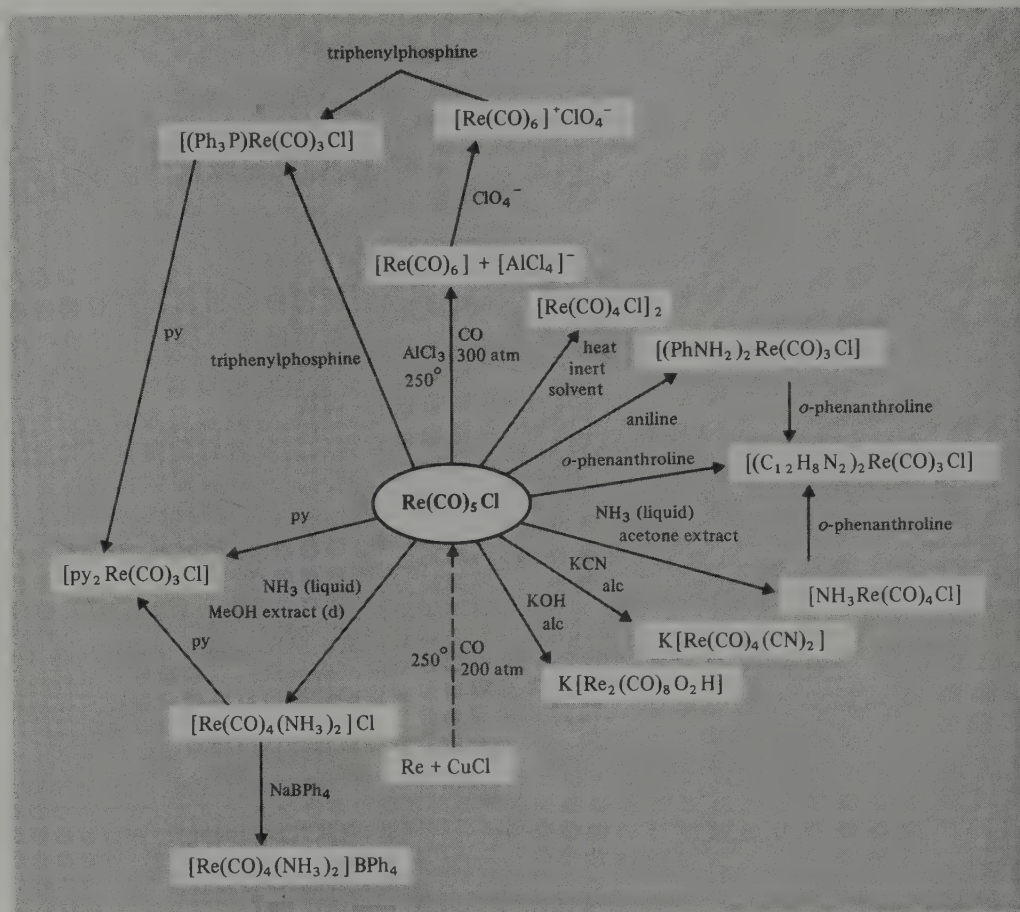 triphenylphosphine
[Re(CO)₆]⁺ClO₄⁻
[(Ph₃P)Re(CO)₃Cl]
ClO₄⁻
[Re(CO)₆] + [AlCl₄]⁻
[Re(CO)₄Cl]₂
py
AlCl₃
250°
CO
300 atm
heat
inert
solvent
[(PhNH₂)₂Re(CO)₃Cl]
triphenylphosphine
aniline
o-phenanthroline
o-phenanthroline
[(C₁₂H₈N₂)₂Re(CO)₃Cl]
Re(CO)₅Cl
py
NH₃ (liquid)
acetone extract
o-phenanthroline
[py₂Re(CO)₃Cl]
NH₃ (liquid)
MeOH extract (d)
KCN
alc
[NH₃Re(CO)₄Cl]
KOH
alc
py
K[Re(CO)₄(CN)₂]
250°
CO
200 atm
K[Re₂(CO)₈O₂H]
[Re(CO)₄(NH₃)₂]Cl
Re + CuCl
NaBPh₄
[Re(CO)₄(NH₃)₂]BPh₄